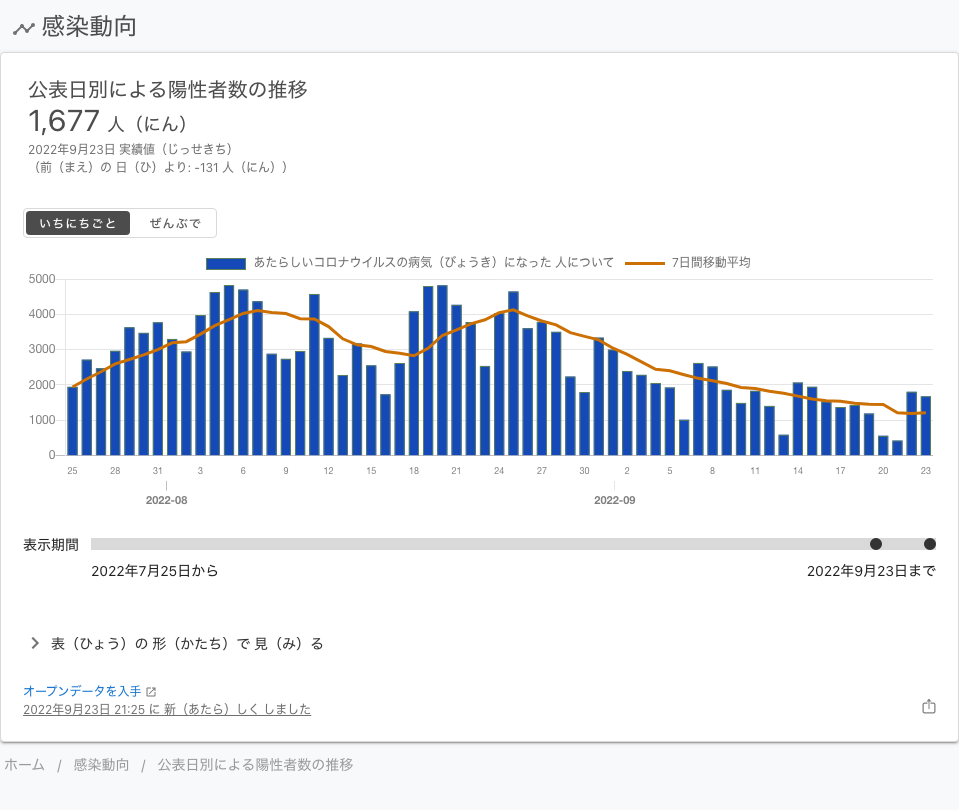 感染動向
公表日別による陽性者数の推移
1,677 人（にん）
2022年9月23日 実績値（じっせきち）
（前（まえ）の 日（ひ）より: -131 人（にん））
いちにちごと ぜんぶで
あたらしいコロナウイルスの病気（びょうき）になった 人について 7日間移動平均
5000
4000
3000
2000
1000
0
25 28 31 3 6 9 12 15 18 21 24 27 30 2 5 8 11 14 17 20 23
2022-08 2022-09
表示期間
2022年7月25日から 2022年9月23日まで
表（ひょう）の 形（かたち）で 見（み）る
オープンデータを入手
2022年9月23日 21:25 に 新（あたら）しく しました
ホーム / 感染動向 / 公表日別による陽性者数の推移